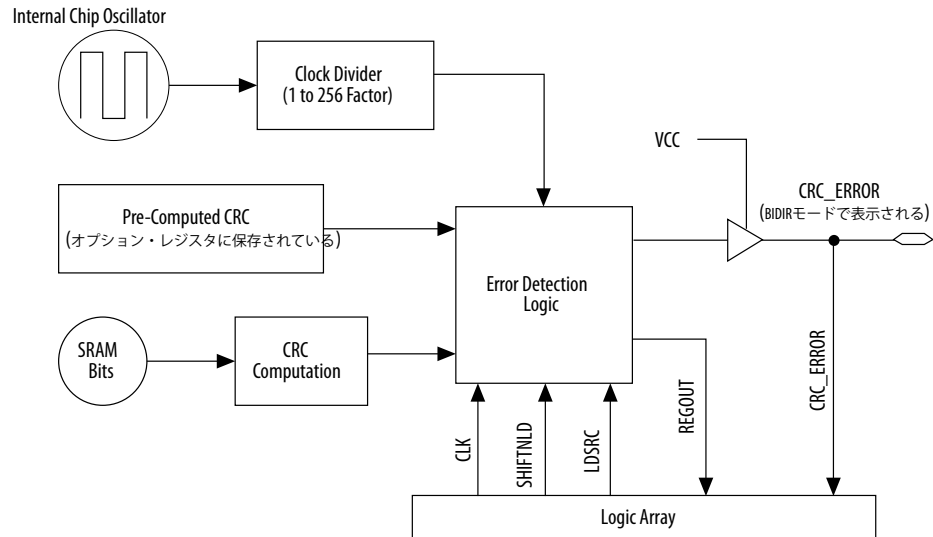 Internal Chip Oscillator
Clock Divider
(1 to 256 Factor)
VCC
CRC_ERROR
(BIDIRモードで表示される)
Pre-Computed CRC
(オプション・レジスタに保存されている)
Error Detection
Logic
SRAM
Bits
CRC
Computation
CLK
SHIFTNLD
LDSRC
REGOUT
CRC_ERROR
Logic Array